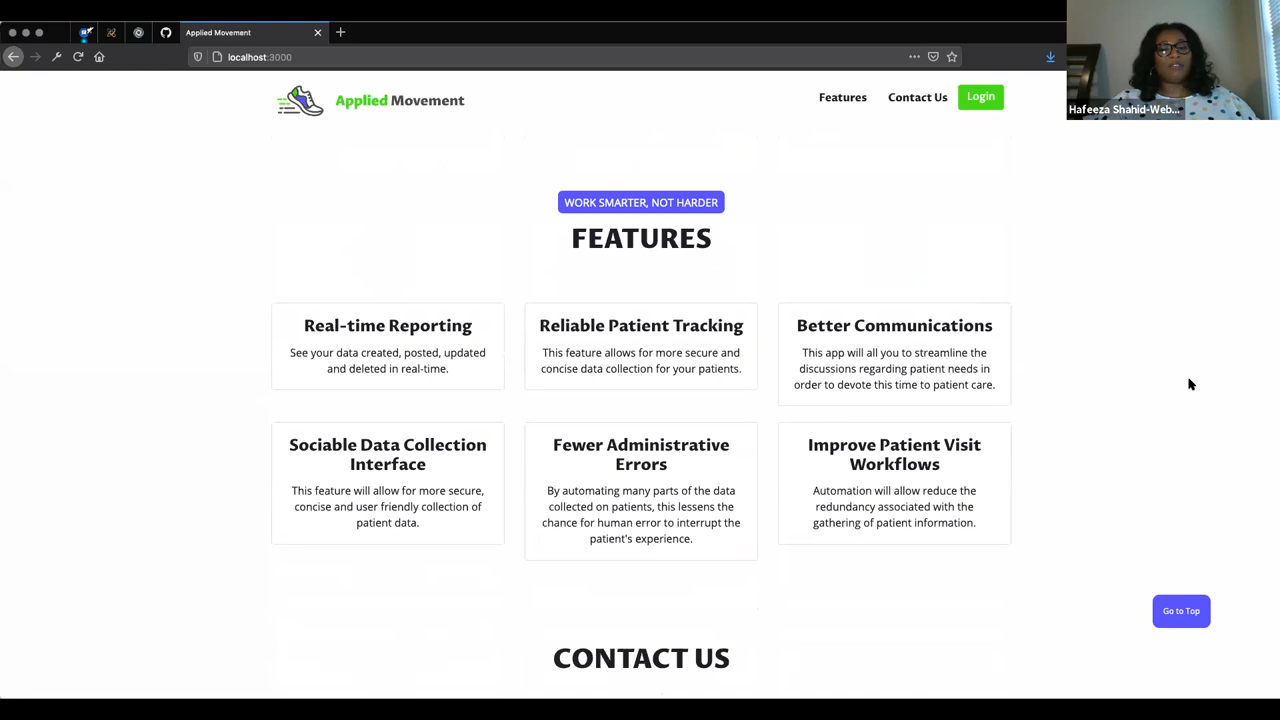 Applied Movement
localhost:3000
Hafeeza Shahid-Web...
Applied Movement
Features
Contact Us
Login
WORK SMARTER, NOT HARDER
FEATURES
Real-time Reporting
See your data created, posted, updated
and deleted in real-time.
Reliable Patient Tracking
This feature allows for more secure and
concise data collection for your patients.
Better Communications
This app will all you to streamline the
discussions regarding patient needs in
order to devote this time to patient care.
Sociable Data Collection
Interface
This feature will allow for more secure,
concise and user friendly collection of
patient data.
Fewer Administrative
Errors
By automating many parts of the data
collected on patients, this lessens the
chance for human error to interrupt the
patient's experience.
Improve Patient Visit
Workflows
Automation will allow reduce the
redundancy associated with the
gathering of patient information.
Go to Top
CONTACT US